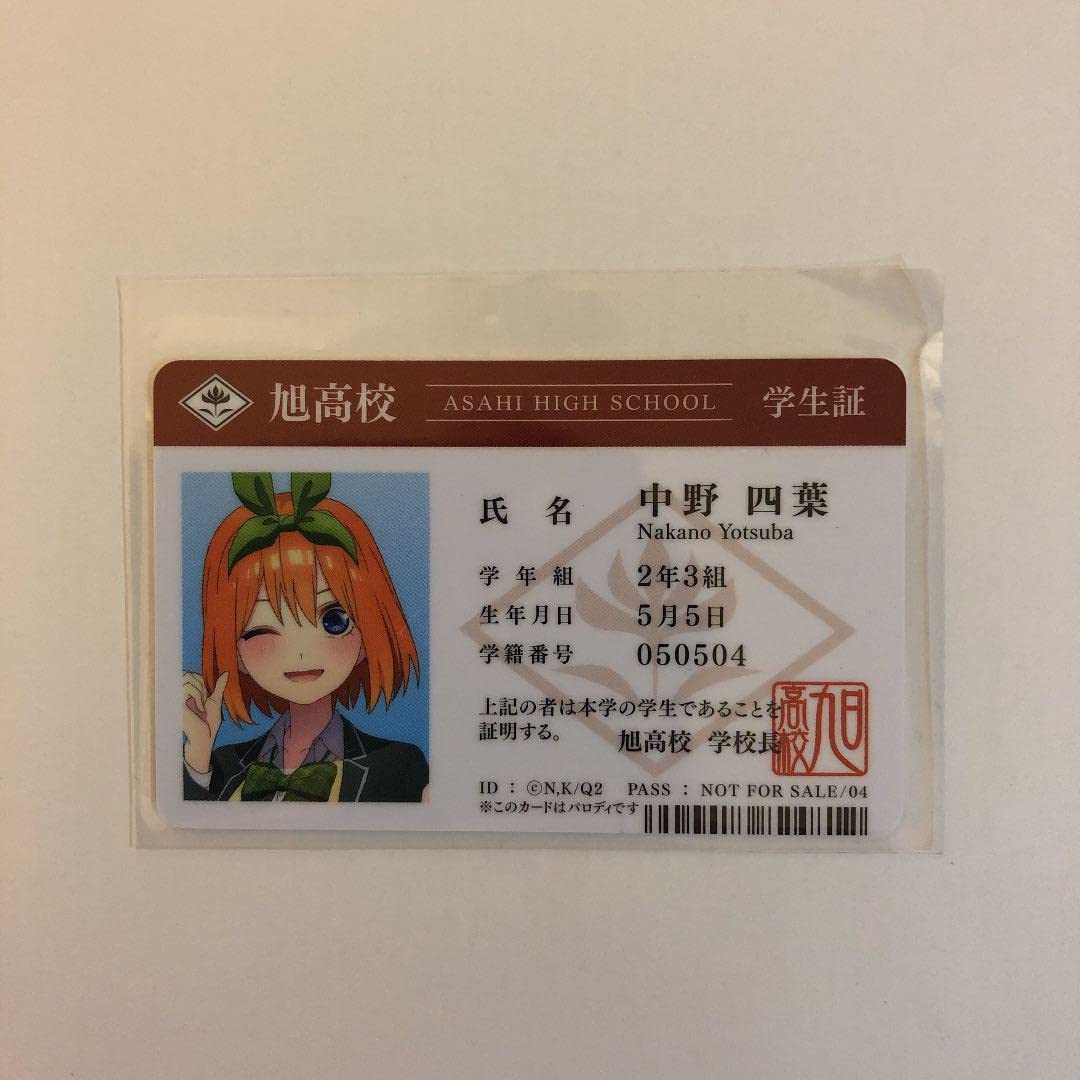 旭高校 ASAHI HIGH SCHOOL 学生証
氏名 中野 四葉
Nakano Yotsuba
学年組 2年3組
生年月日 5月5日
学籍番号 050504
上記の者は本学の学生であることを
証明する。 旭高校 学校長
旭高校
ID : ©N,K/Q2 PASS : NOT FOR SALE/04
※このカードはパロディです